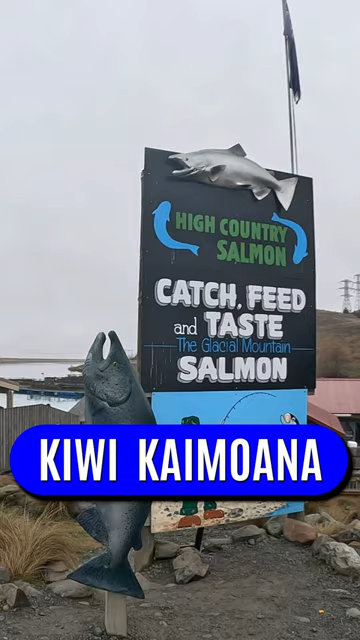 HIGH COUNTRY
SALMON
CATCH, FEED
and TASTE
The Glacial Mountain
SALMON
KIWI KAIMOANA